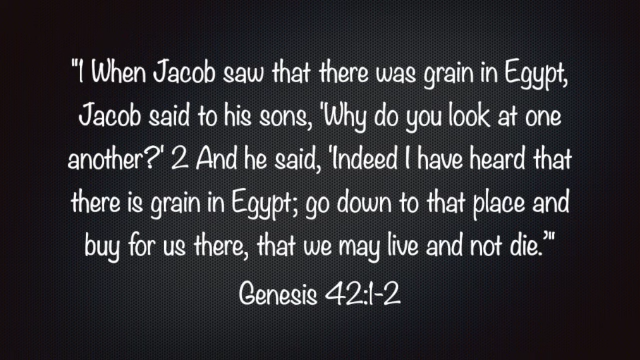 "1 When Jacob saw that there was grain in Egypt,
Jacob said to his sons, 'Why do you look at one
another?' 2 And he said, 'Indeed I have heard that
there is grain in Egypt; go down to that place and
buy for us there, that we may live and not die.'"
Genesis 42:1-2